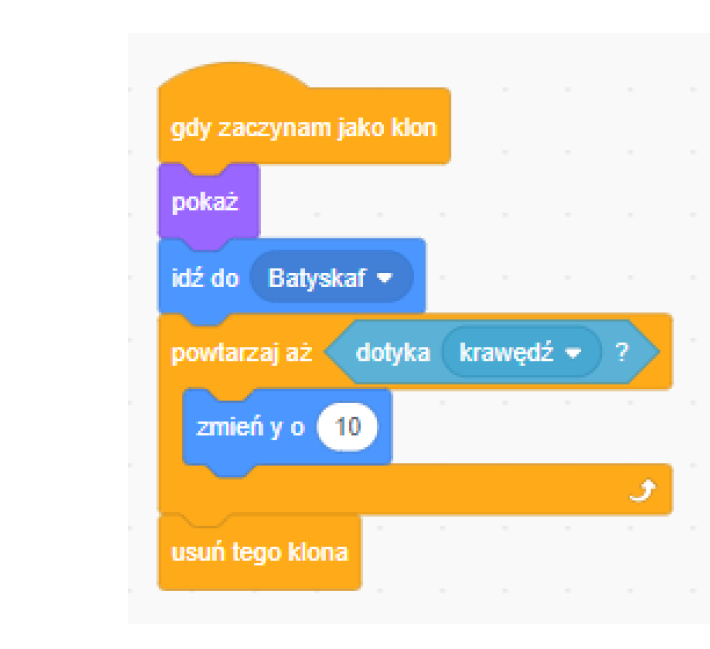 gdy zaczynam jako klon
pokaż
idź do Batyskaf
powtarzaj aż dotyka krawędź ?
zmień y o 10
usuń tego klona